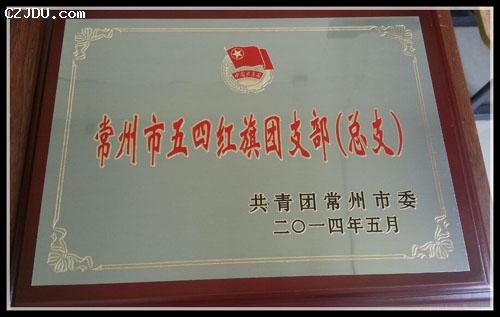 CZJDU.com
中国共青团
常州市五四红旗团支部(总支)
共青团常州市委
二〇一四年五月